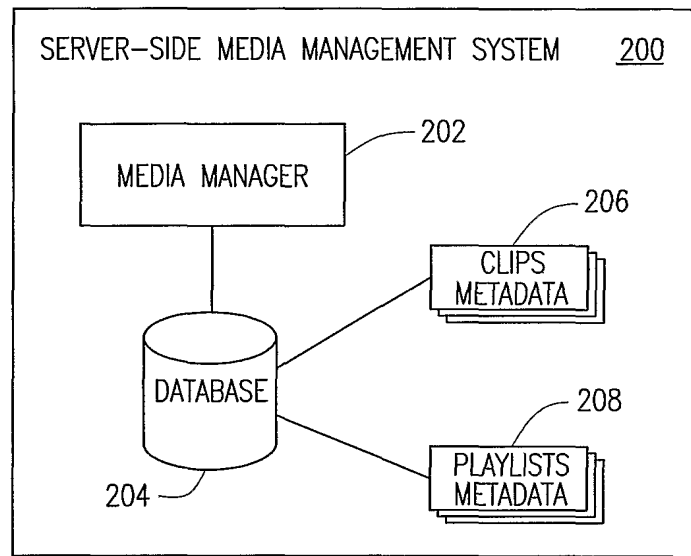 SERVER-SIDE MEDIA MANAGEMENT SYSTEM 200
202
MEDIA MANAGER
206
CLIPS
METADATA
DATABASE
208
PLAYLISTS
METADATA
204